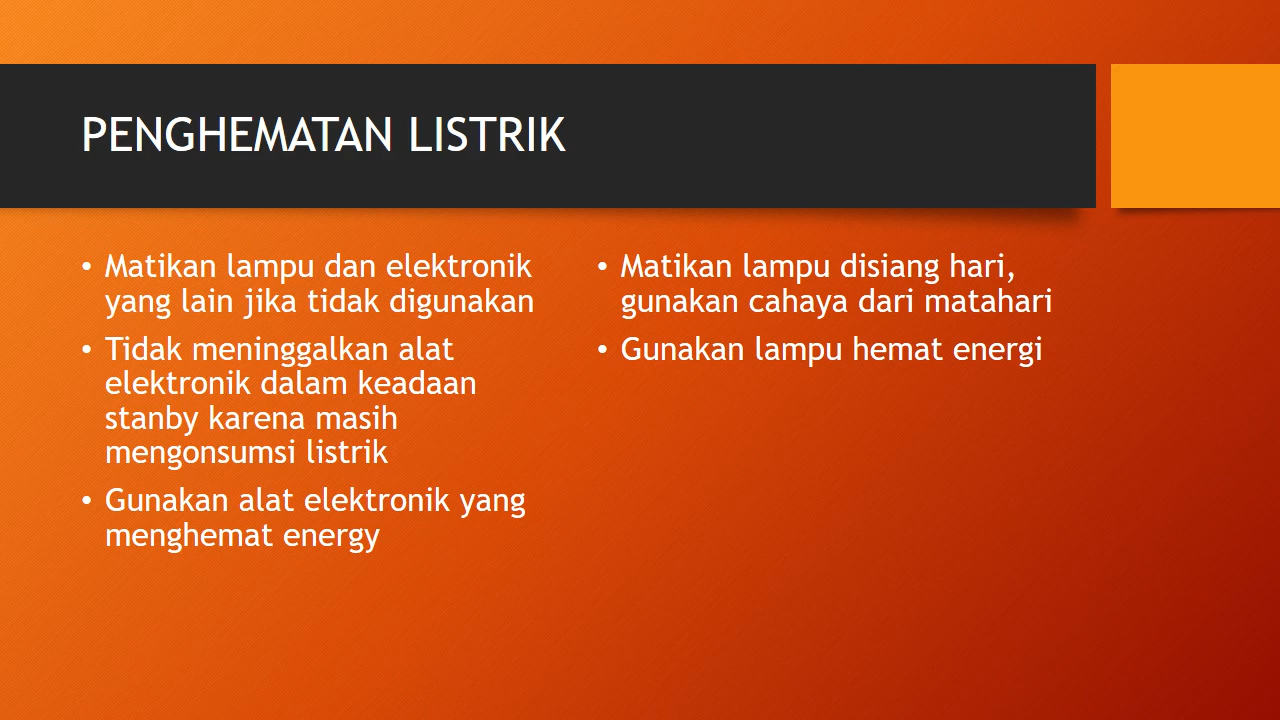 PENGHEMATAN LISTRIK
• Matikan lampu dan elektronik
yang lain jika tidak digunakan
• Tidak meninggalkan alat
elektronik dalam keadaan
stanby karena masih
mengonsumsi listrik
• Gunakan alat elektronik yang
menghemat energy
• Matikan lampu disiang hari,
gunakan cahaya dari matahari
• Gunakan lampu hemat energi